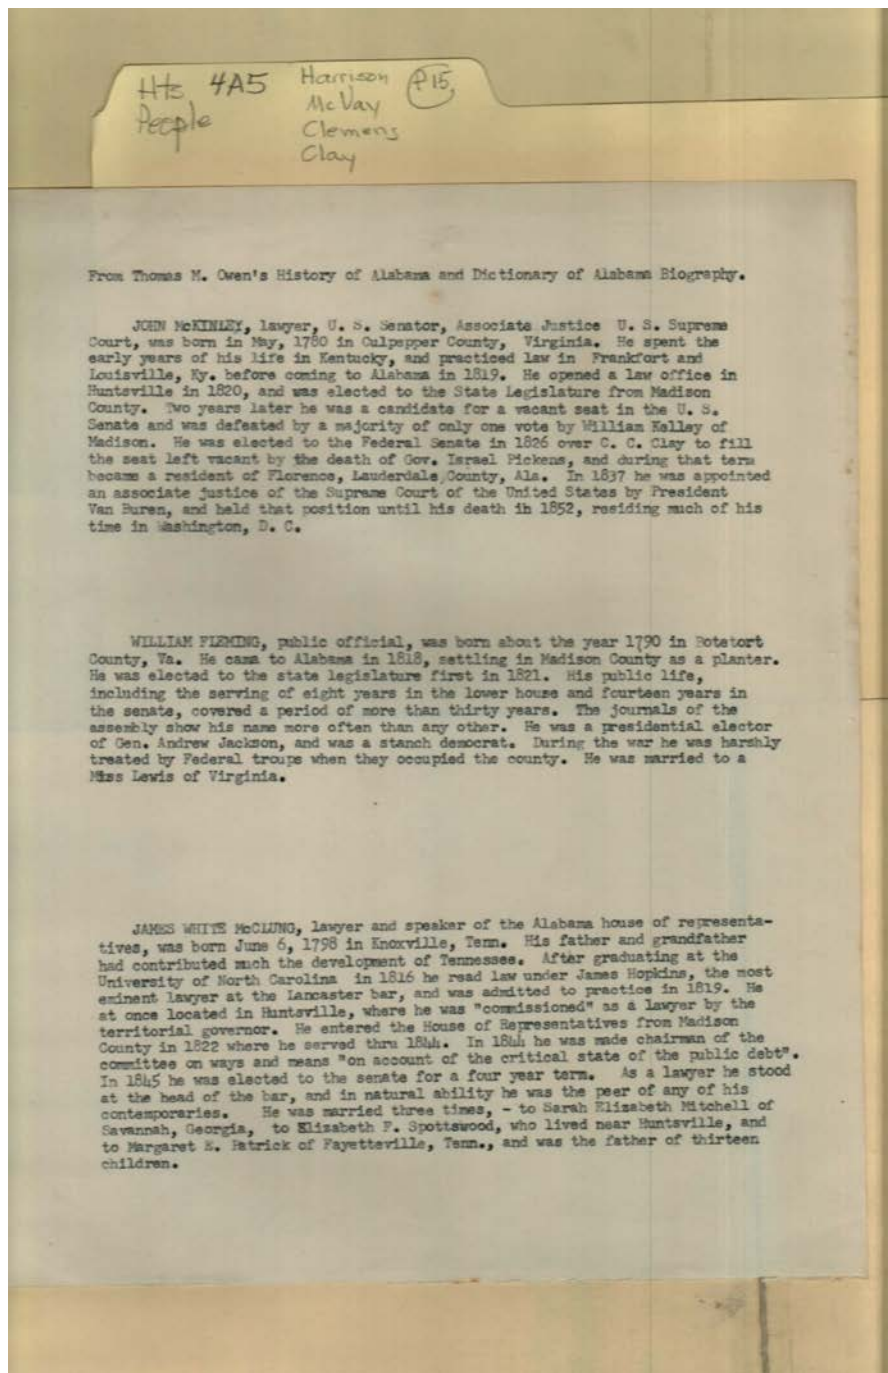 Hts 4A5
People
Harrison
McVay
Clemens
Clay
P15
From Thomas M. Owen's History of Alabama and Dictionary of Alabama Biography.
JOHN McKINLEY, lawyer, U. S. Senator, Associate Justice U. S. Supreme
Court, was born in May, 1780 in Culpepper County, Virginia. He spent the
early years of his life in Kentucky, and practiced law in Frankfort and
Louisville, Ky. before coming to Alabama in 1819. He opened a law office in
Huntsville in 1820, and was elected to the State Legislature from Madison
County. Two years later he was a candidate for a vacant seat in the U. S.
Senate and was defeated by a majority of only one vote by William Kelley of
Madison. He was elected to the Federal Senate in 1826 over C. C. Clay to fill
the seat left vacant by the death of Gov. Israel Pickens, and during that term
became a resident of Florence, Lauderdale County, Ala. In 1837 he was appointed
an associate justice of the Supreme Court of the United States by President
Van Buren, and held that position until his death ih 1852, residing much of his
time in Washington, D. C.
WILLIAM FLEMING, public official, was born about the year 1790 in Botetort
County, Va. He came to Alabama in 1818, settling in Madison County as a planter.
He was elected to the state legislature first in 1821. His public life,
including the serving of eight years in the lower house and fourteen years in
the senate, covered a period of more than thirty years. The journals of the
assembly show his name more often than any other. He was a presidential elector
of Gen. Andrew Jackson, and was a stanch democrat. During the war he was harshly
treated by Federal troups when they occupied the county. He was married to a
Miss Lewis of Virginia.
JAMES WHITE McCLUNG, lawyer and speaker of the Alabama house of representa-
tives, was born June 6, 1798 in Knoxville, Tenn. His father and grandfather
had contributed much the development of Tennessee. After graduating at the
University of North Carolina in 1816 he read law under James Hopkins, the most
eminent lawyer at the Lancaster bar, and was admitted to practice in 1819. He
at once located in Huntsville, where he was "commissioned" as a lawyer by the
territorial governor. He entered the House of Representatives from Madison
County in 1822 where he served thru 1844. In 1844 he was made chairman of the
committee on ways and means "on account of the critical state of the public debt".
In 1845 he was elected to the senate for a four year term. As a lawyer he stood
at the head of the bar, and in natural ability he was the peer of any of his
contemporaries. He was married three times, - to Sarah Elizabeth Mitchell of
Savannah, Georgia, to Elizabeth F. Spottswood, who lived near Huntsville, and
to Margaret E. Patrick of Fayetteville, Tenn., and was the father of thirteen
children.